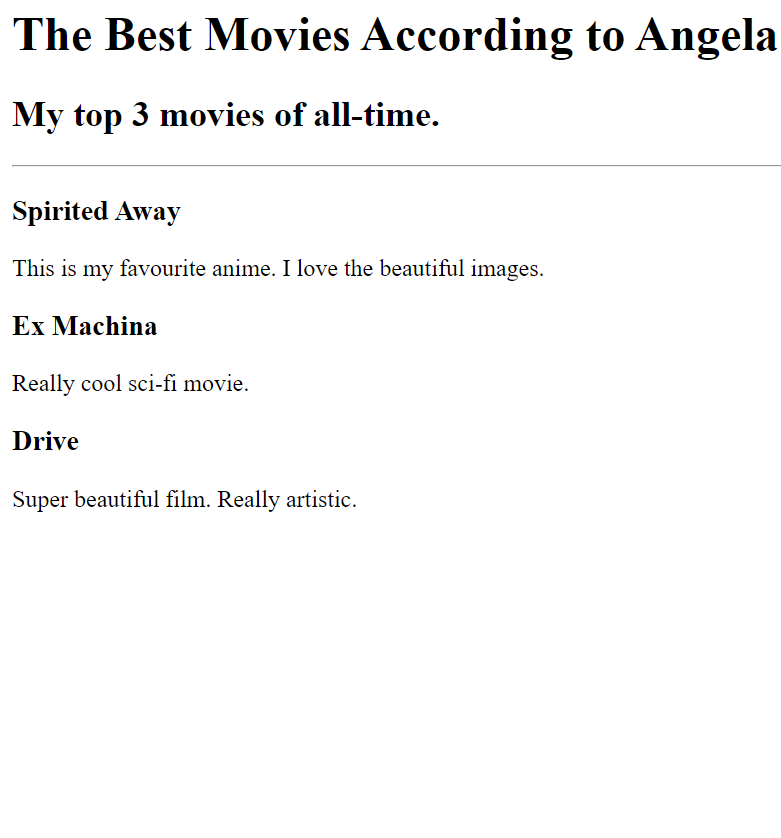 The Best Movies According to Angela
My top 3 movies of all-time.
Spirited Away
This is my favourite anime. I love the beautiful images.
Ex Machina
Really cool sci-fi movie.
Drive
Super beautiful film. Really artistic.